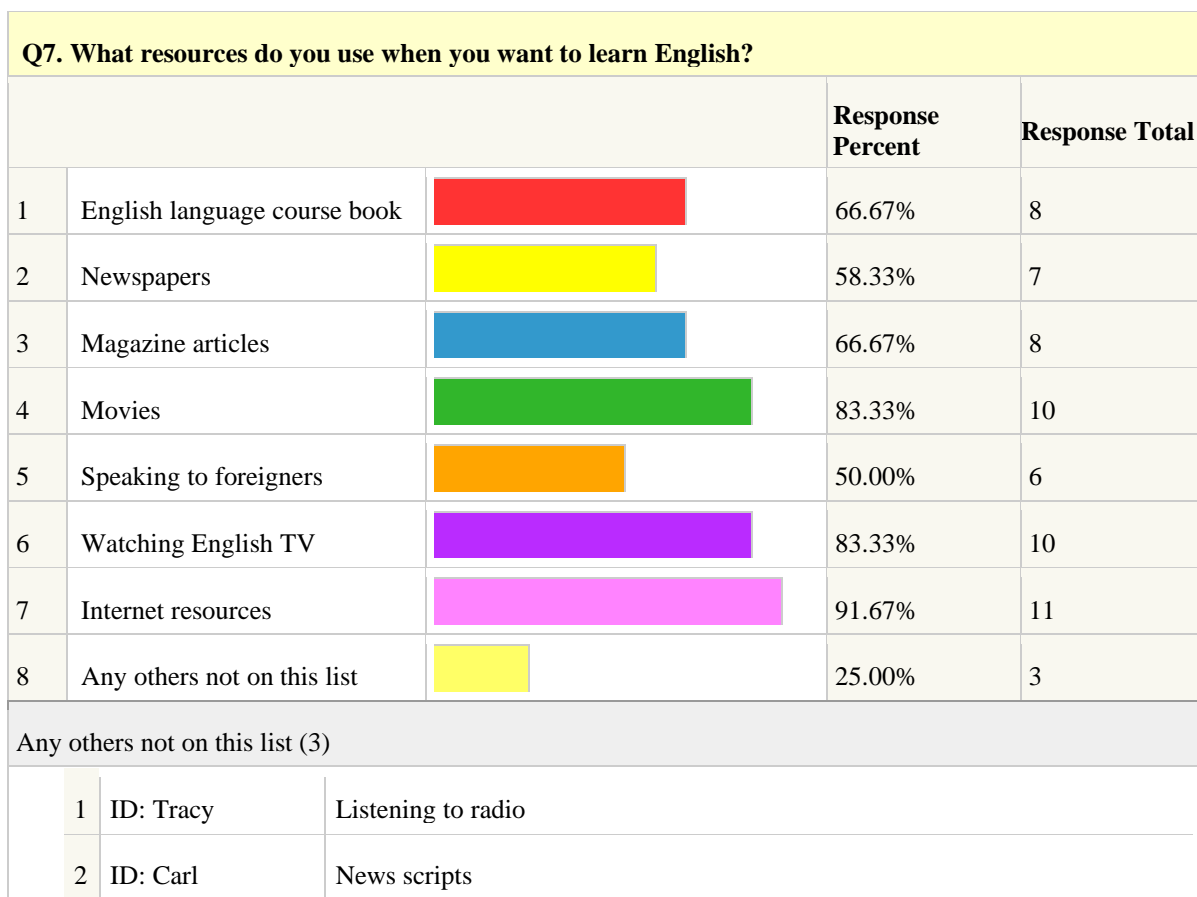 Q7. What resources do you use when you want to learn English?
Response Percent Response Total
1 English language course book 66.67% 8
2 Newspapers 58.33% 7
3 Magazine articles 66.67% 8
4 Movies 83.33% 10
5 Speaking to foreigners 50.00% 6
6 Watching English TV 83.33% 10
7 Internet resources 91.67% 11
8 Any others not on this list 25.00% 3
Any others not on this list (3)
1 ID: Tracy Listening to radio
2 ID: Carl News scripts